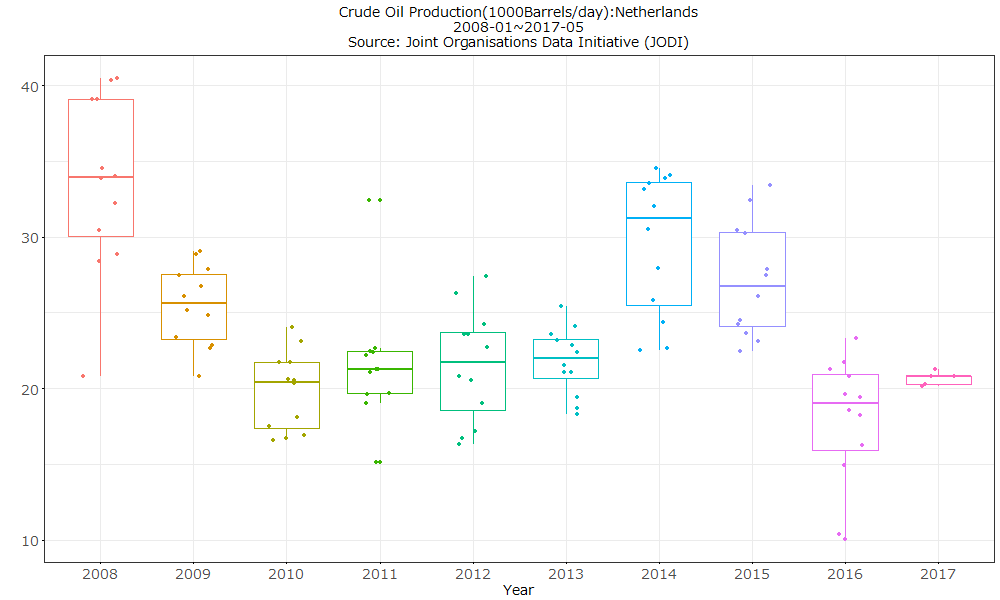 Crude Oil Production(1000Barrels/day):Netherlands
2008-01~2017-05
Source: Joint Organisations Data Initiative (JODI)
40
30
20
10
2008 2009 2010 2011 2012 2013 2014 2015 2016 2017
Year